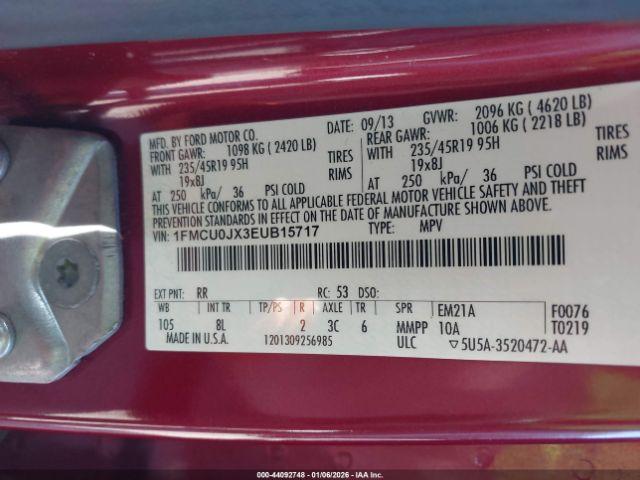 MFD. BY FORD MOTOR CO.
DATE: 09/13 GVWR: 2096 KG ( 4620 LB)
FRONT GAWR: 1098 KG ( 2420 LB) REAR GAWR: 1006 KG ( 2218 LB)
WITH 235/45R19 95H TIRES WITH 235/45R19 95H TIRES
19x8J RIMS 19x8J RIMS
AT 250 kPa/ 36 PSI COLD AT 250 kPa/ 36 PSI COLD
THIS VEHICLE CONFORMS TO ALL APPLICABLE FEDERAL MOTOR VEHICLE SAFETY AND THEFT
PREVENTION STANDARDS IN EFFECT ON THE DATE OF MANUFACTURE SHOWN ABOVE.
VIN: 1FMCU0JX3EUB15717 TYPE: MPV
EXT PNT: RR RC: 53 DSO:
WB INT TR TP/PS R AXLE TR SPR EM21A F0076
105 8L 2 3C 6 MMPP 10A T0219
MADE IN U.S.A. 1201309256985 ULC ▽5U5A-3520472-AA
000-44092748 - 01/06/2026 - IAA Inc.